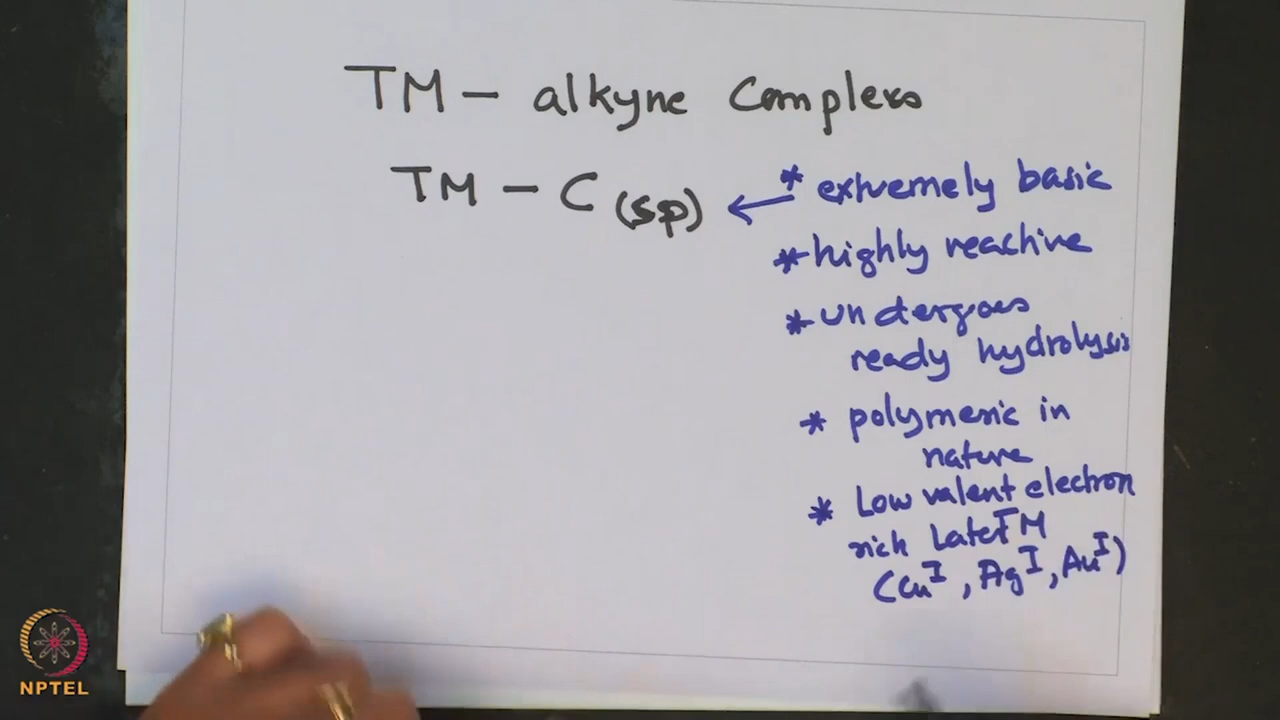 TM - alkyne Complexs
TM - C (sp)
* extremely basic
* highly reactive
* undergoes
ready hydrolysis
* polymeric in
nature
* Low valent electron
rich Late TM
(Cu^I, Ag^I, Au^I)
NPTEL